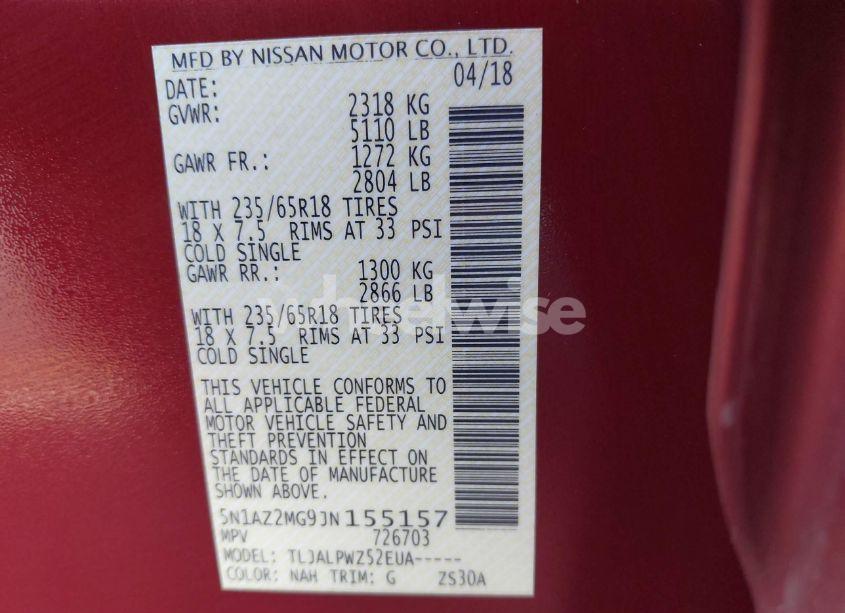 MFD BY NISSAN MOTOR CO., LTD.
DATE: 04/18
GVWR: 2318 KG
5110 LB
GAWR FR.: 1272 KG
2804 LB
WITH 235/65R18 TIRES
18 X 7.5 RIMS AT 33 PSI
COLD SINGLE
GAWR RR.: 1300 KG
2866 LB
WITH 235/65R18 TIRES
18 X 7.5 RIMS AT 33 PSI
COLD SINGLE
THIS VEHICLE CONFORMS TO
ALL APPLICABLE FEDERAL
MOTOR VEHICLE SAFETY AND
THEFT PREVENTION
STANDARDS IN EFFECT ON
THE DATE OF MANUFACTURE
SHOWN ABOVE.
5N1AZ2MG9JN155157
MPV 726703
MODEL: TLJALPWZ52EUA-----
COLOR: NAH TRIM: G ZS30A